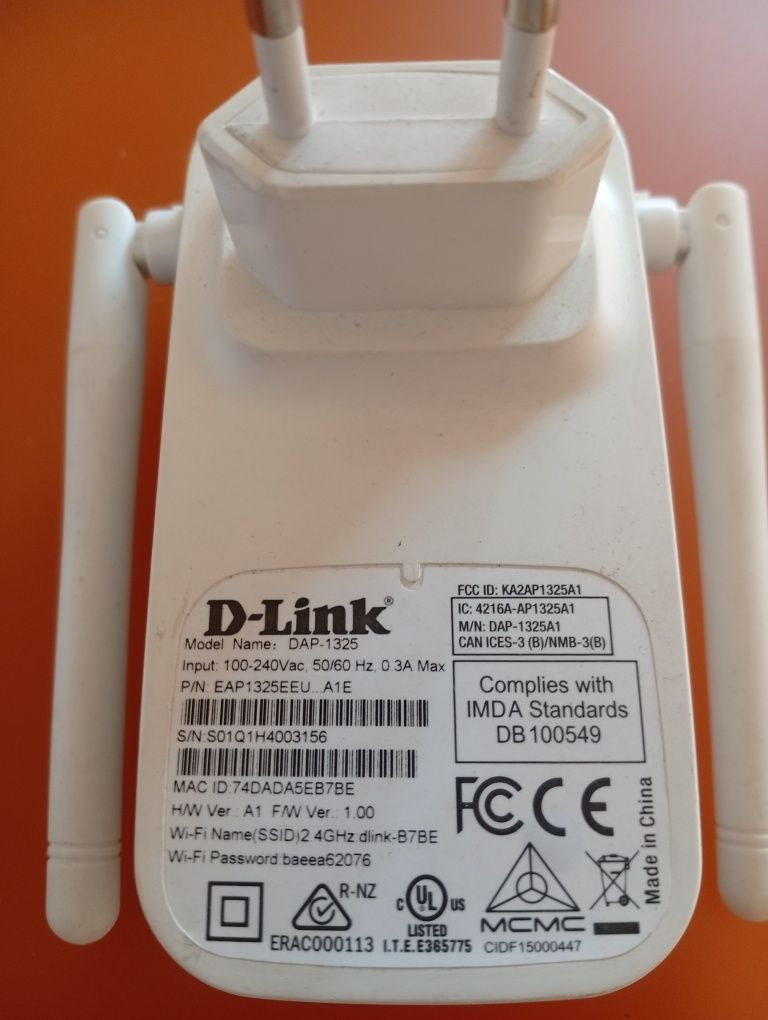 D-Link®
Model Name: DAP-1325
Input: 100-240Vac, 50/60 Hz, 0.3A Max
P/N: EAP1325EEU...A1E
S/N:S01Q1H4003156
MAC ID:74DADA5EB7BE
H/W Ver.: A1 F/W Ver.: 1.00
Wi-Fi Name(SSID)2.4GHz:dlink-B7BE
Wi-Fi Password:baeea62076
FCC ID: KA2AP1325A1
IC: 4216A-AP1325A1
M/N: DAP-1325A1
CAN ICES-3 (B)/NMB-3(B)
Complies with
IMDA Standards
DB100549
FC CE
Made in China
R-NZ
ERAC000113
c UL us
LISTED
I.T.E.E365775
MCMC
CIDF15000447